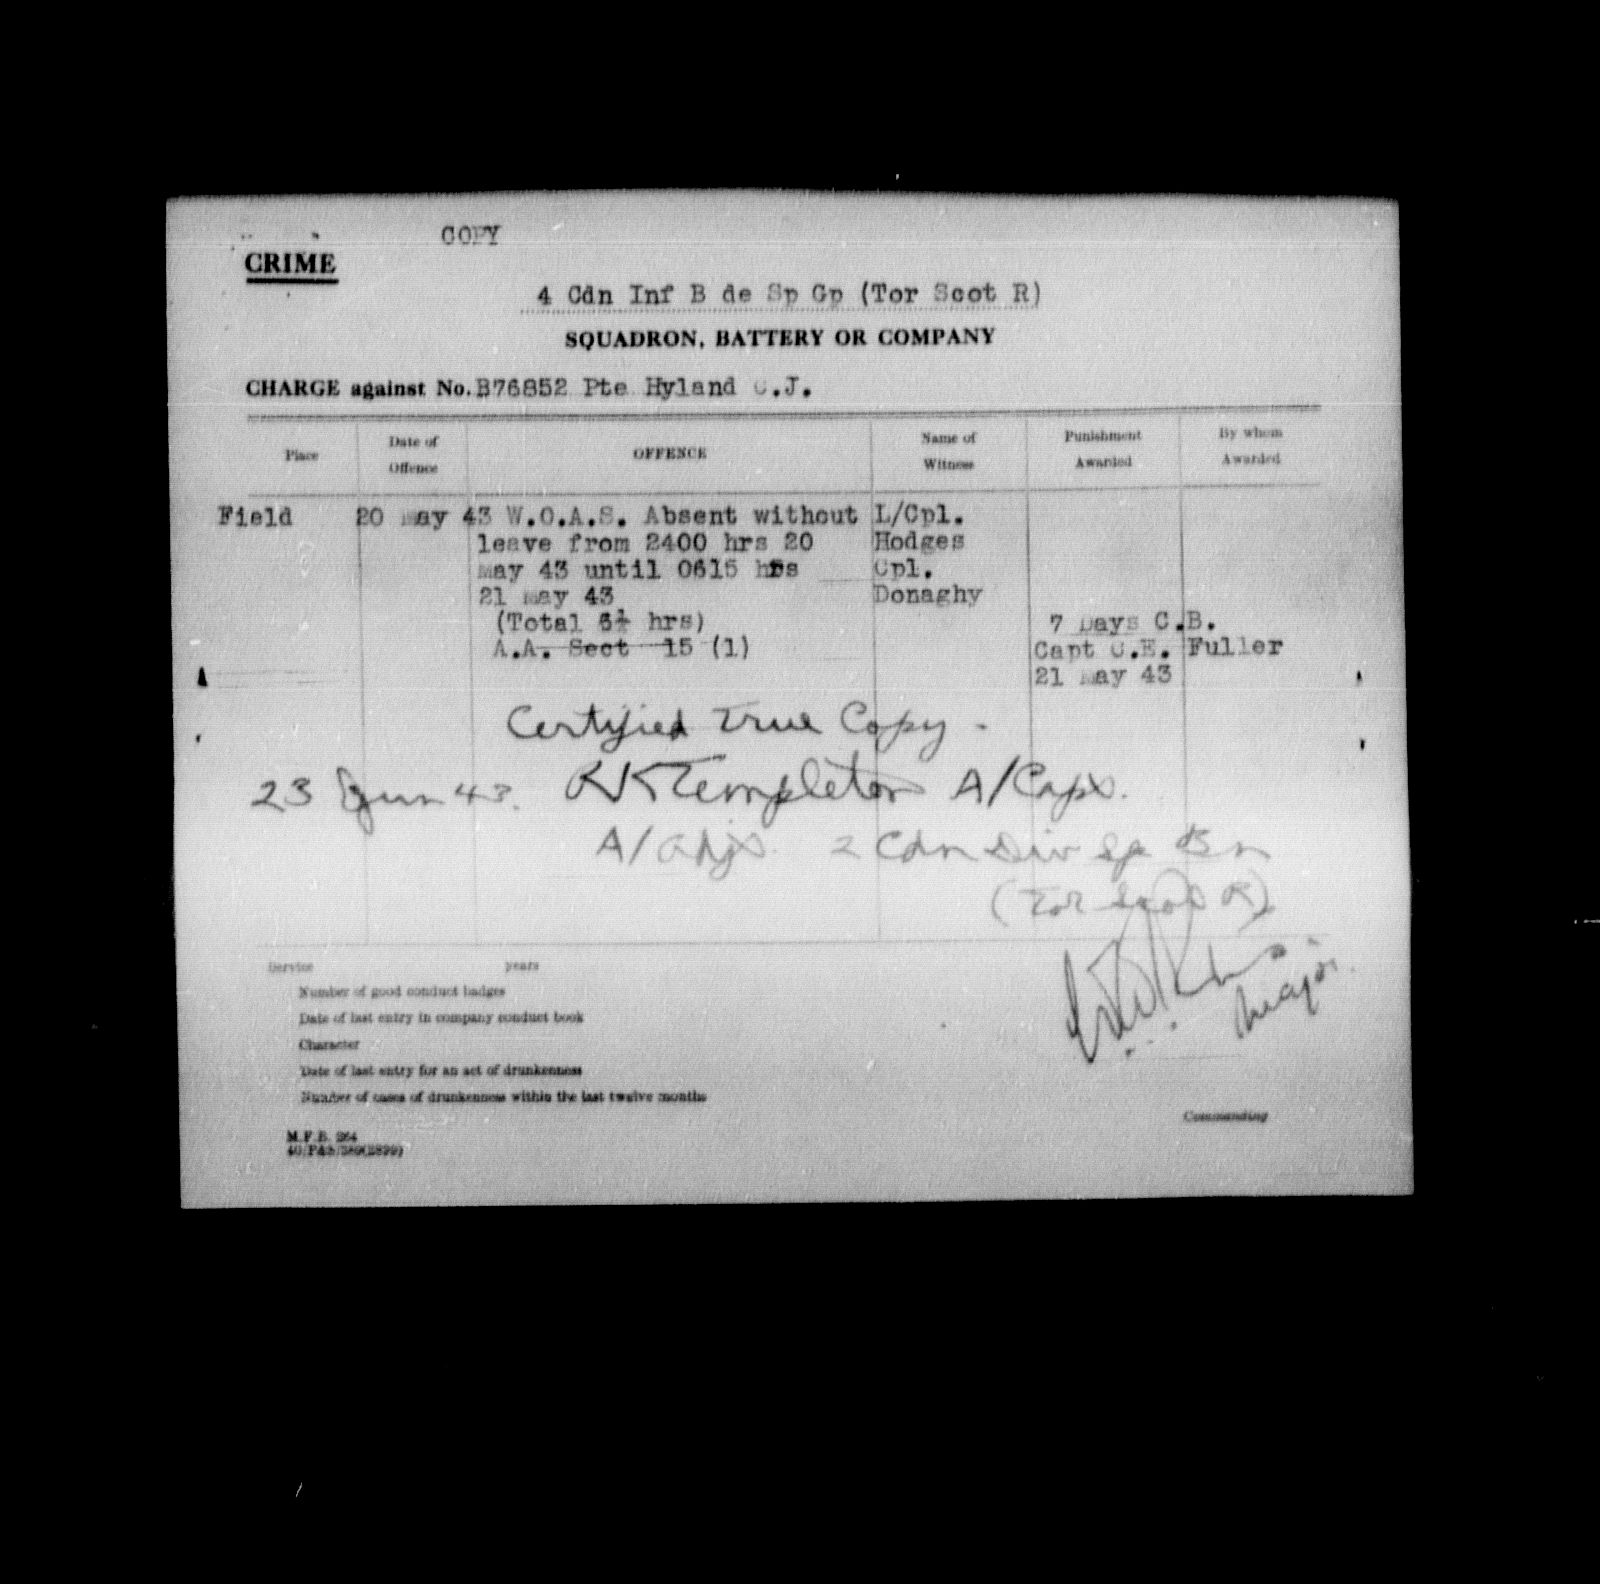 COPY
CRIME
4 Cdn Inf B de Sp Gp (Tor Scot R)
SQUADRON, BATTERY OR COMPANY
CHARGE against No. B76852 Pte Hyland C.J.
Place Date of Offence OFFENCE Name of Witness Punishment Awarded By whom Awarded
Field 20 May 43 W.O.A.S. Absent without L/Cpl.
leave from 2400 hrs 20 Hodges
May 43 until 0615 hrs Cpl.
21 May 43 Donaghy
(Total 6¼ hrs) 7 Days C.B.
A.A. Sect 15 (1) Capt C.E. Fuller
21 May 43
Certified True Copy -
23 Jun 43. Templeton A/Capt.
A/Adjt. 2 Cdn Div Sp Bn
(Tor Scot R)
Major
Service years
Number of good conduct badges
Date of last entry in company conduct book
Character
Date of last entry for an act of drunkenness
Number of cases of drunkenness within the last twelve months
Commanding
M.F.B. 264